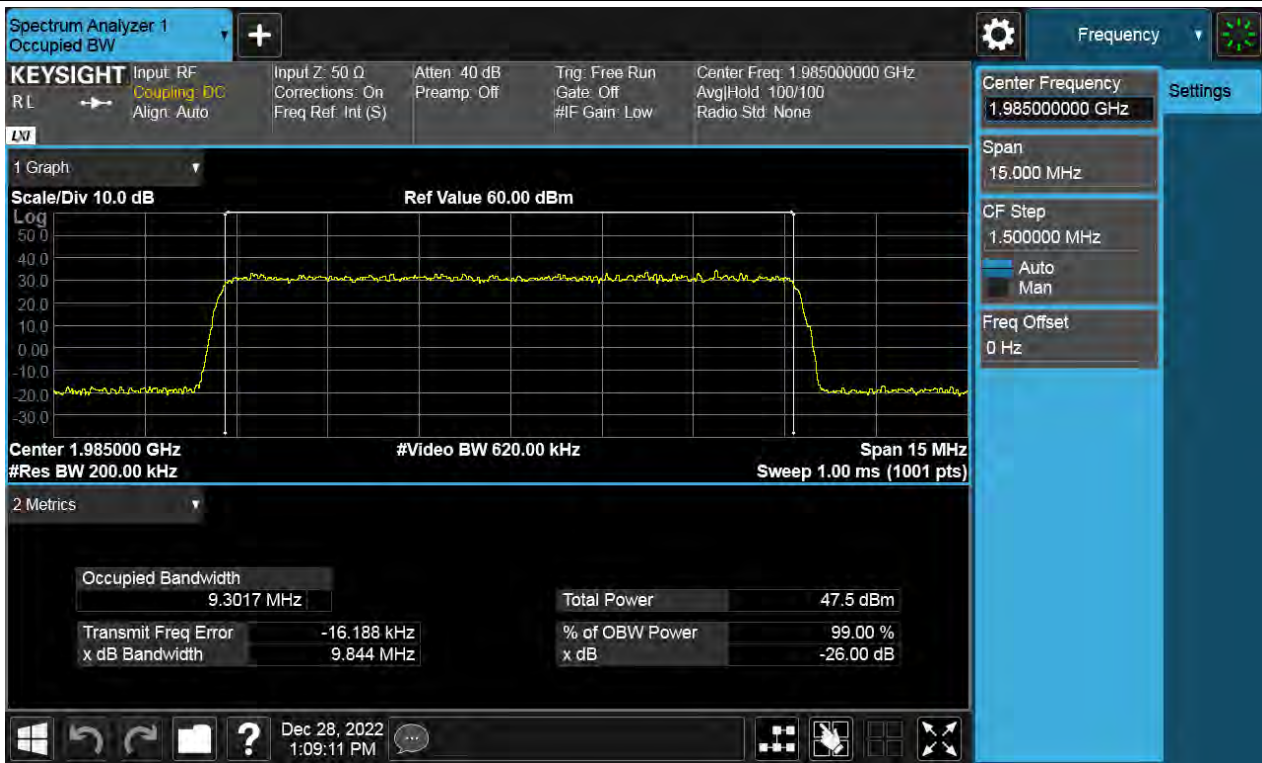 Spectrum Analyzer 1
Occupied BW
+
Frequency
KEYSIGHT
RL
LXI
Input: RF
Coupling: DC
Align: Auto
Input Z: 50 Ω
Corrections: On
Freq Ref: Int (S)
Atten: 40 dB
Preamp: Off
Trig: Free Run
Gate: Off
#IF Gain: Low
Center Freq: 1.985000000 GHz
Avg|Hold: 100/100
Radio Std: None
Center Frequency
1.985000000 GHz
Settings
Span
15.000 MHz
CF Step
1.500000 MHz
Auto
Man
Freq Offset
0 Hz
1 Graph
Scale/Div 10.0 dB
Ref Value 60.00 dBm
Log
50.0
40.0
30.0
20.0
10.0
0.00
-10.0
-20.0
-30.0
Center 1.985000 GHz
#Video BW 620.00 kHz
Span 15 MHz
#Res BW 200.00 kHz
Sweep 1.00 ms (1001 pts)
2 Metrics
Occupied Bandwidth
9.3017 MHz
Total Power 47.5 dBm
Transmit Freq Error -16.188 kHz
% of OBW Power 99.00 %
x dB Bandwidth 9.844 MHz
x dB -26.00 dB
?
Dec 28, 2022
1:09:11 PM